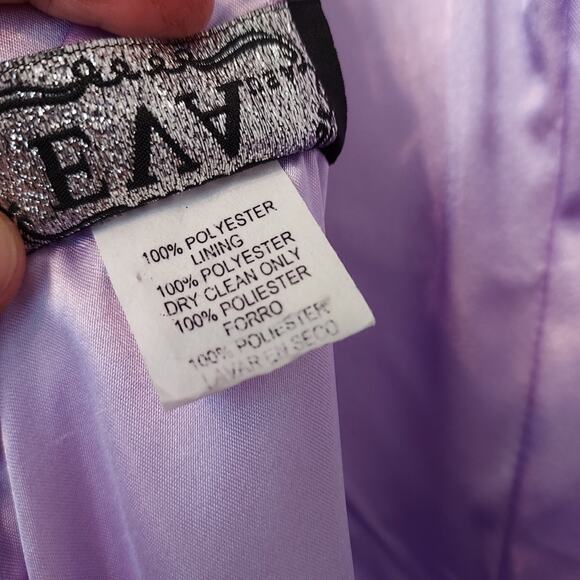 EVA
100% POLYESTER
LINING
100% POLYESTER
DRY CLEAN ONLY
100% POLIESTER
FORRO
100% POLIESTER
LAVAR EN SECO